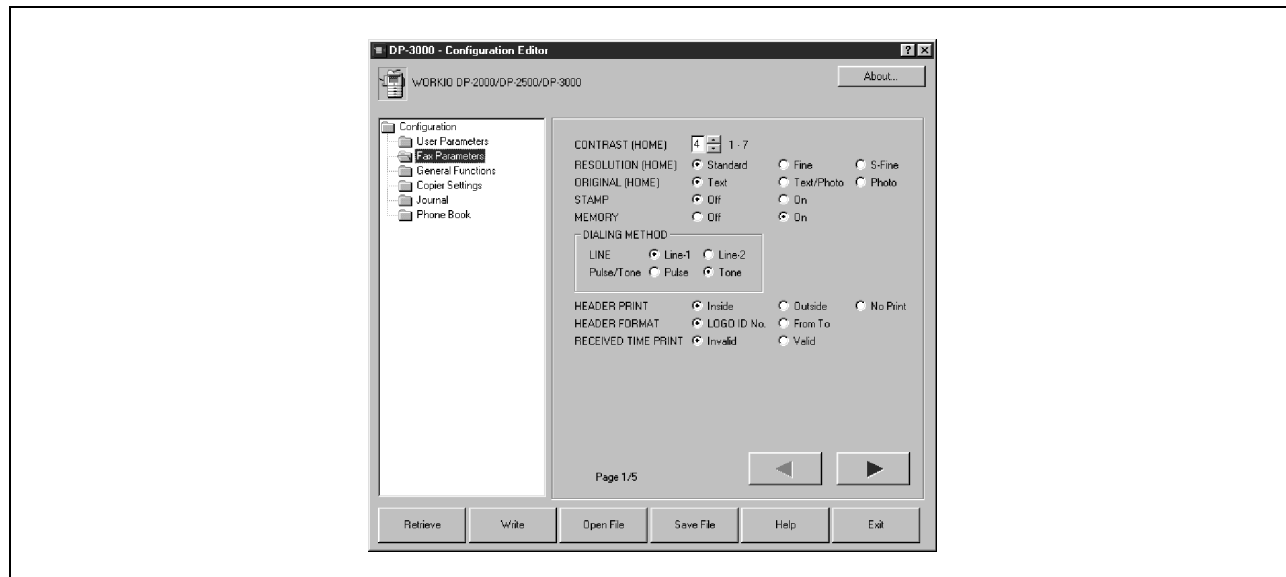 DP-3000 - Configuration Editor
WORKIO DP-2000/DP-2500/DP-3000
About...
Configuration
User Parameters
Fax Parameters
General Functions
Copier Settings
Journal
Phone Book
CONTRAST (HOME) 4 1 - 7
RESOLUTION (HOME) Standard Fine S-Fine
ORIGINAL (HOME) Text Text/Photo Photo
STAMP Off On
MEMORY Off On
DIALING METHOD
LINE Line-1 Line-2
Pulse/Tone Pulse Tone
HEADER PRINT Inside Outside No Print
HEADER FORMAT LOGO ID No. From To
RECEIVED TIME PRINT Invalid Valid
Page 1/5
Retrieve Write Open File Save File Help Exit